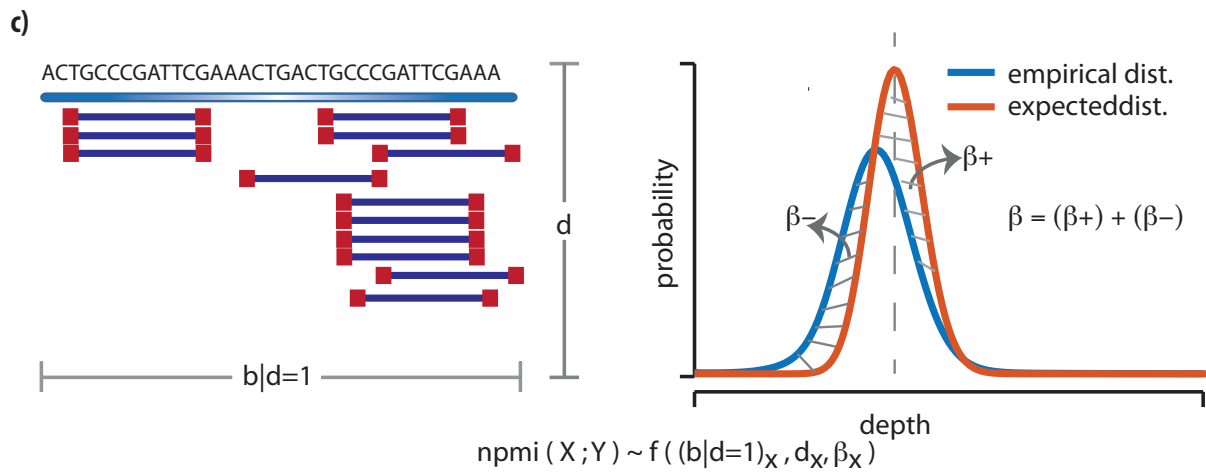 c)
ACTGCCCGATTCGAAACTGACTGCCCGATTCGAAA
d
b|d=1
probability
empirical dist.
expecteddist.
β+
β−
β = (β+) + (β−)
depth
npmi ( X ; Y ) ~ f ( (b|d=1)X , dX, βX )